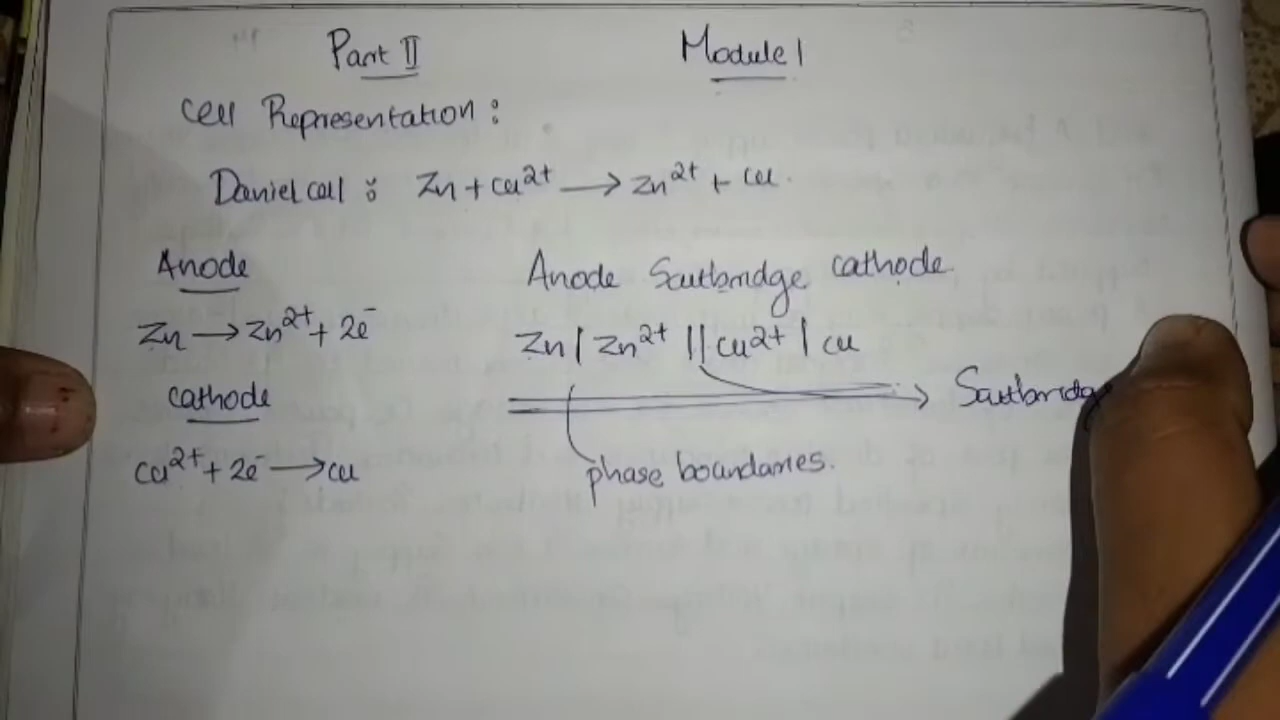 Part II Module 1
Cell Representation :
Daniel cell : Zn + Cu²⁺ → Zn²⁺ + Cu.
Anode
Anode Saltbridge cathode.
Zn → Zn²⁺ + 2e⁻
Zn | Zn²⁺ || Cu²⁺ | Cu
cathode
→ Saltbridge
Cu²⁺ + 2e⁻ → Cu
phase boundaries.